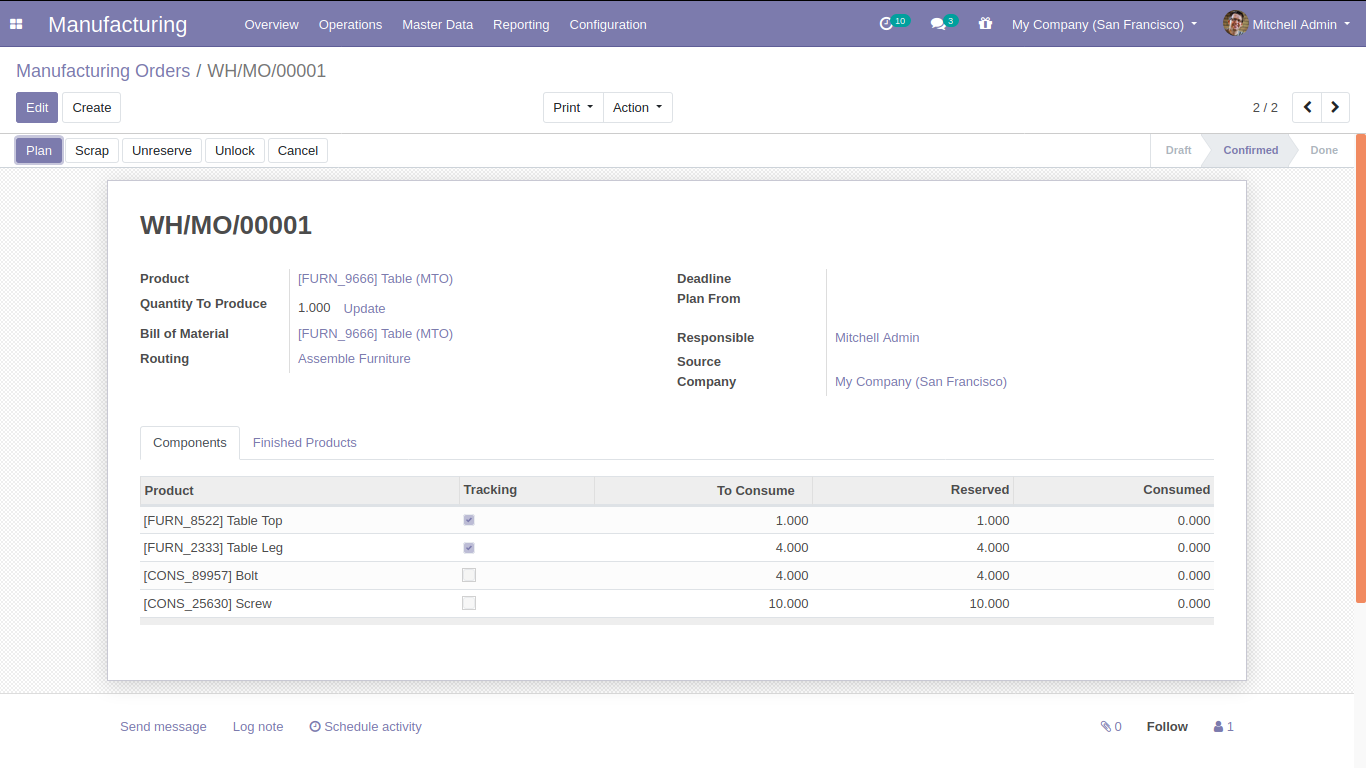 Manufacturing Overview Operations Master Data Reporting Configuration 10 3 My Company (San Francisco) Mitchell Admin
Manufacturing Orders / WH/MO/00001
Edit Create Print Action 2 / 2
Plan Scrap Unreserve Unlock Cancel Draft Confirmed Done
WH/MO/00001
Product [FURN_9666] Table (MTO) Deadline
Quantity To Produce 1.000 Update Plan From
Bill of Material [FURN_9666] Table (MTO) Responsible Mitchell Admin
Routing Assemble Furniture Source
Company My Company (San Francisco)
Components Finished Products
Product Tracking To Consume Reserved Consumed
[FURN_8522] Table Top 1.000 1.000 0.000
[FURN_2333] Table Leg 4.000 4.000 0.000
[CONS_89957] Bolt 4.000 4.000 0.000
[CONS_25630] Screw 10.000 10.000 0.000
Send message Log note Schedule activity 0 Follow 1